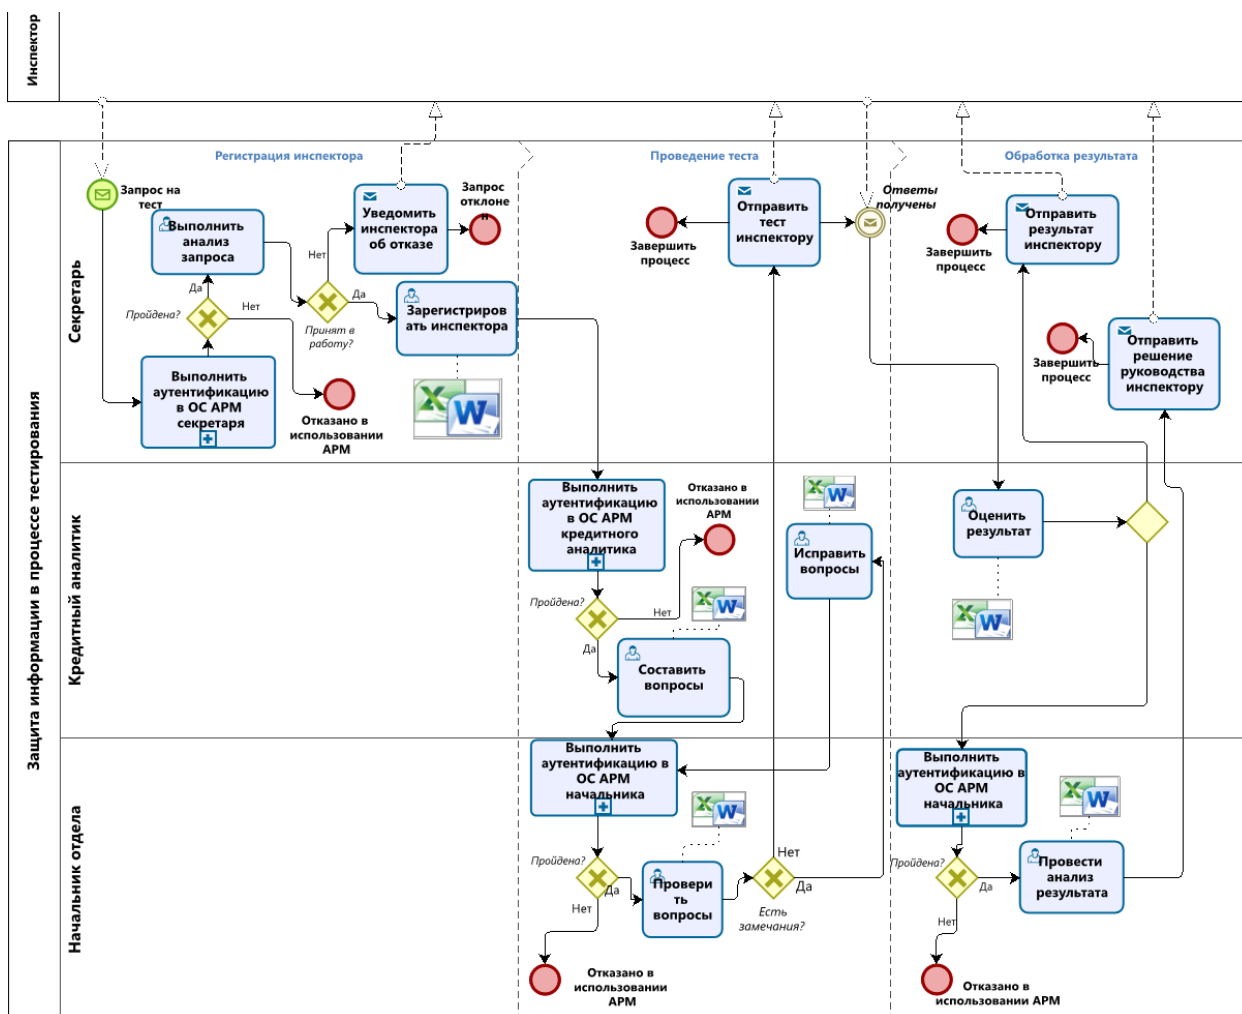 Инспектор
Защита информации в процессе тестирования
Регистрация инспектора
Проведение теста
Обработка результата
Секретарь
Запрос на
тест
Выполнить
анализ
запроса
Уведомить
инспектора
об отказе
Запрос
отклоне
н
Нет
Да
Нет
Пройдена?
Принят в
работу?
Да
Зарегистриров
ать инспектора
Выполнить
аутентификацию
в ОС АРМ
секретаря
Отказано в
использовании
АРМ
X
W
Завершить
процесс
Отправить
тест
инспектору
Ответы
получены
Завершить
процесс
Отправить
результат
инспектору
Завершить
процесс
Отправить
решение
руководства
инспектору
Кредитный аналитик
Выполнить
аутентификацию
в ОС АРМ
кредитного
аналитика
Отказано в
использовании
АРМ
Пройдена?
Нет
Да
X
W
Составить
вопросы
X
W
Исправить
вопросы
Оценить
результат
X
W
Начальник отдела
Выполнить
аутентификацию в
ОС АРМ
начальника
Пройдена?
Да
Нет
X
W
Провери
ть
вопросы
Нет
Да
Есть
замечания?
Отказано в
использовании
АРМ
Выполнить
аутентификацию в
ОС АРМ
начальника
Пройдена?
Да
Нет
X
W
Провести
анализ
результата
Отказано в
использовании АРМ